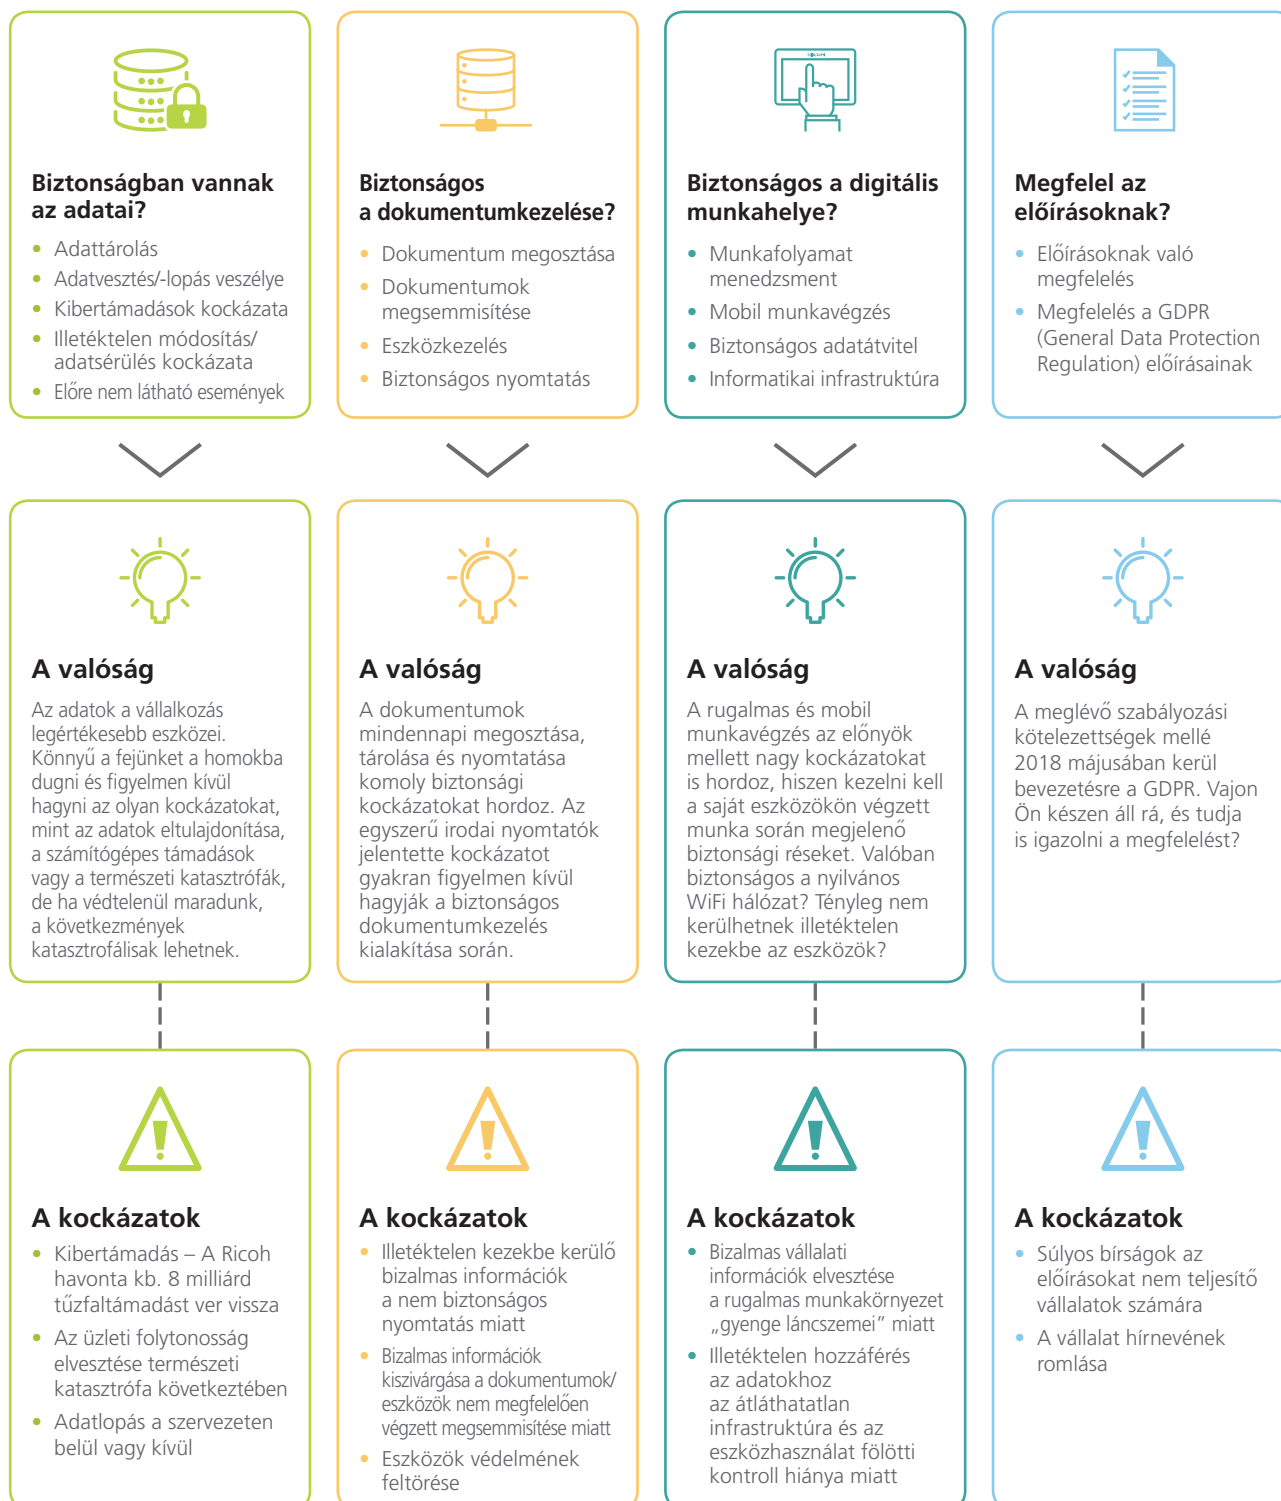 Biztonságban vannak
az adatai?
• Adattárolás
• Adatvesztés/-lopás veszélye
• Kibertámadások kockázata
• Illetéktelen módosítás/
adatsérülés kockázata
• Előre nem látható események
Biztonságos
a dokumentumkezelése?
• Dokumentum megosztása
• Dokumentumok
megsemmisítése
• Eszközkezelés
• Biztonságos nyomtatás
Biztonságos a digitális
munkahelye?
• Munkafolyamat
menedzsment
• Mobil munkavégzés
• Biztonságos adatátvitel
• Informatikai infrastruktúra
Megfelel az
előírásoknak?
• Előírásoknak való
megfelelés
• Megfelelés a GDPR
(General Data Protection
Regulation) előírásainak
A valóság
Az adatok a vállalkozás
legértékesebb eszközei.
Könnyű a fejünket a homokba
dugni és figyelmen kívül
hagyni az olyan kockázatokat,
mint az adatok eltulajdonítása,
a számítógépes támadások
vagy a természeti katasztrófák,
de ha védtelenül maradunk,
a következmények
katasztrofálisak lehetnek.
A valóság
A dokumentumok
mindennapi megosztása,
tárolása és nyomtatása
komoly biztonsági
kockázatokat hordoz. Az
egyszerű irodai nyomtatók
jelentette kockázatot
gyakran figyelmen kívül
hagyják a biztonságos
dokumentumkezelés
kialakítása során.
A valóság
A rugalmas és mobil
munkavégzés az előnyök
mellett nagy kockázatokat
is hordoz, hiszen kezelni kell
a saját eszközökön végzett
munka során megjelenő
biztonsági réseket. Valóban
biztonságos a nyilvános
WiFi hálózat? Tényleg nem
kerülhetnek illetéktelen
kezekbe az eszközök?
A valóság
A meglévő szabályozási
kötelezettségek mellé
2018 májusában kerül
bevezetésre a GDPR. Vajon
Ön készen áll rá, és tudja
is igazolni a megfelelést?
A kockázatok
• Kibertámadás – A Ricoh
havonta kb. 8 milliárd
tűzfaltámadást ver vissza
• Az üzleti folytonosság
elvesztése természeti
katasztrófa következtében
• Adatlopás a szervezeten
belül vagy kívül
A kockázatok
• Illetéktelen kezekbe kerülő
bizalmas információk
a nem biztonságos
nyomtatás miatt
• Bizalmas információk
kiszivárgása a dokumentumok/
eszközök nem megfelelően
végzett megsemmisítése miatt
• Eszközök védelmének
feltörése
A kockázatok
• Bizalmas vállalati
információk elvesztése
a rugalmas munkakörnyezet
„gyenge láncszemei” miatt
• Illetéktelen hozzáférés
az adatokhoz
az átláthatatlan
infrastruktúra és az
eszközhasználat fölötti
kontroll hiánya miatt
A kockázatok
• Súlyos bírságok az
előírásokat nem teljesítő
vállalatok számára
• A vállalat hírnevének
romlása